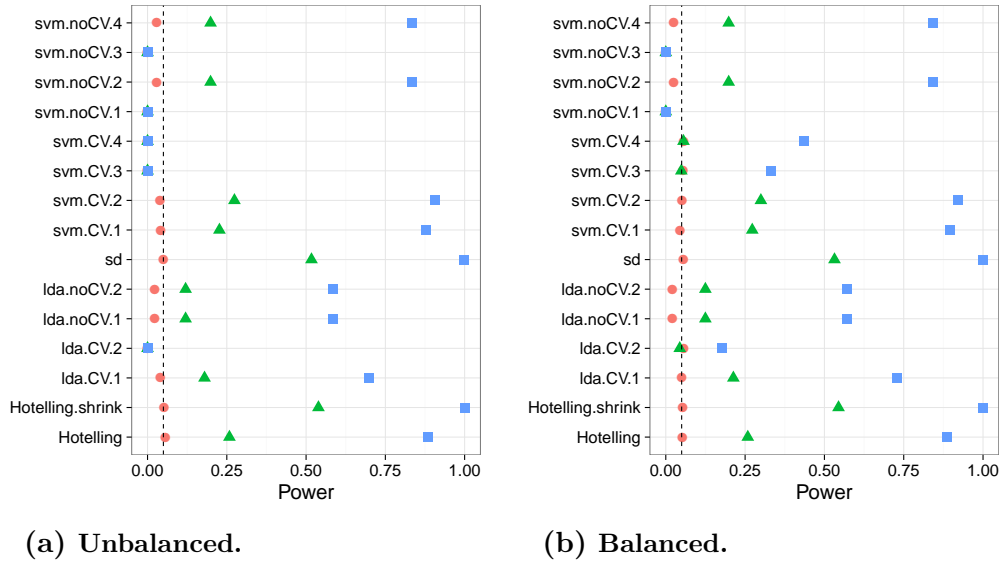 svm.noCV.4
svm.noCV.3
svm.noCV.2
svm.noCV.1
svm.CV.4
svm.CV.3
svm.CV.2
svm.CV.1
sd
lda.noCV.2
lda.noCV.1
lda.CV.2
lda.CV.1
Hotelling.shrink
Hotelling
0.00 0.25 0.50 0.75 1.00
Power
(a) Unbalanced.
svm.noCV.4
svm.noCV.3
svm.noCV.2
svm.noCV.1
svm.CV.4
svm.CV.3
svm.CV.2
svm.CV.1
sd
lda.noCV.2
lda.noCV.1
lda.CV.2
lda.CV.1
Hotelling.shrink
Hotelling
0.00 0.25 0.50 0.75 1.00
Power
(b) Balanced.